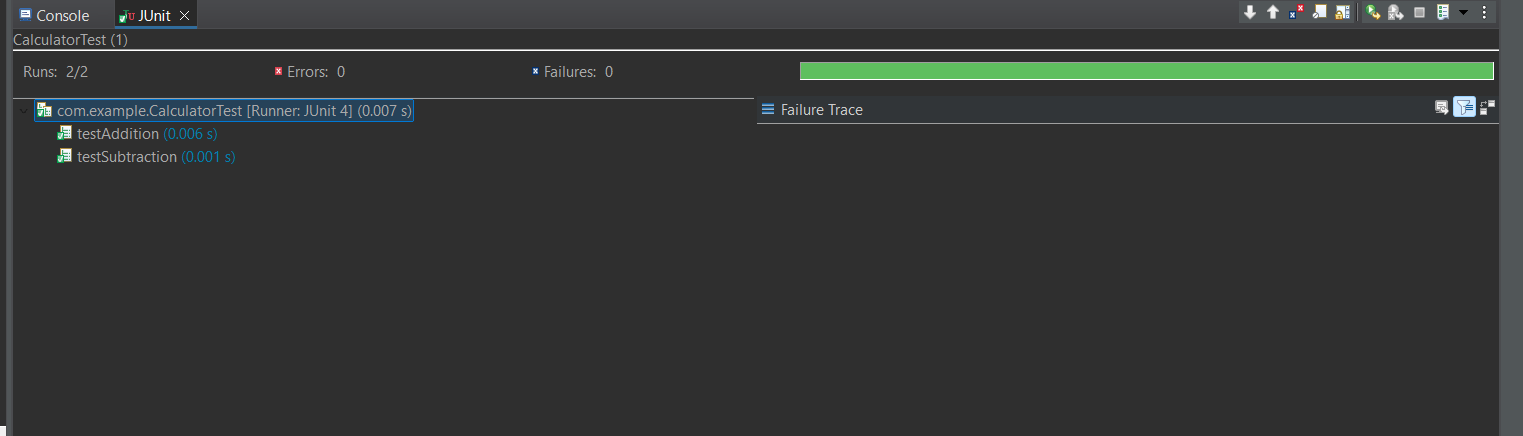 Console JUnit
CalculatorTest (1)
Runs: 2/2 Errors: 0 Failures: 0
com.example.CalculatorTest [Runner: JUnit 4] (0.007 s)
Failure Trace
testAddition (0.006 s)
testSubtraction (0.001 s)